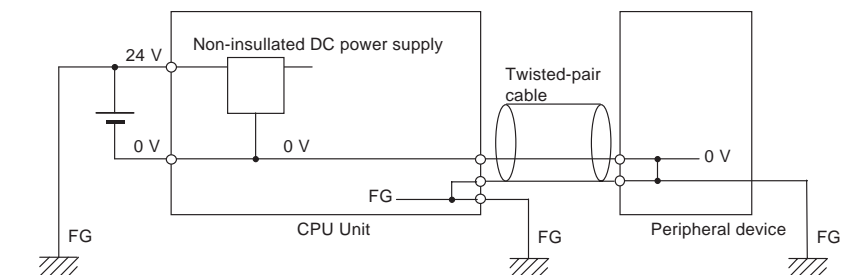 Non-insullated DC power supply
24 V
Twisted-pair
cable
0 V
0 V
0 V
FG
CPU Unit
Peripheral device
FG
FG
FG